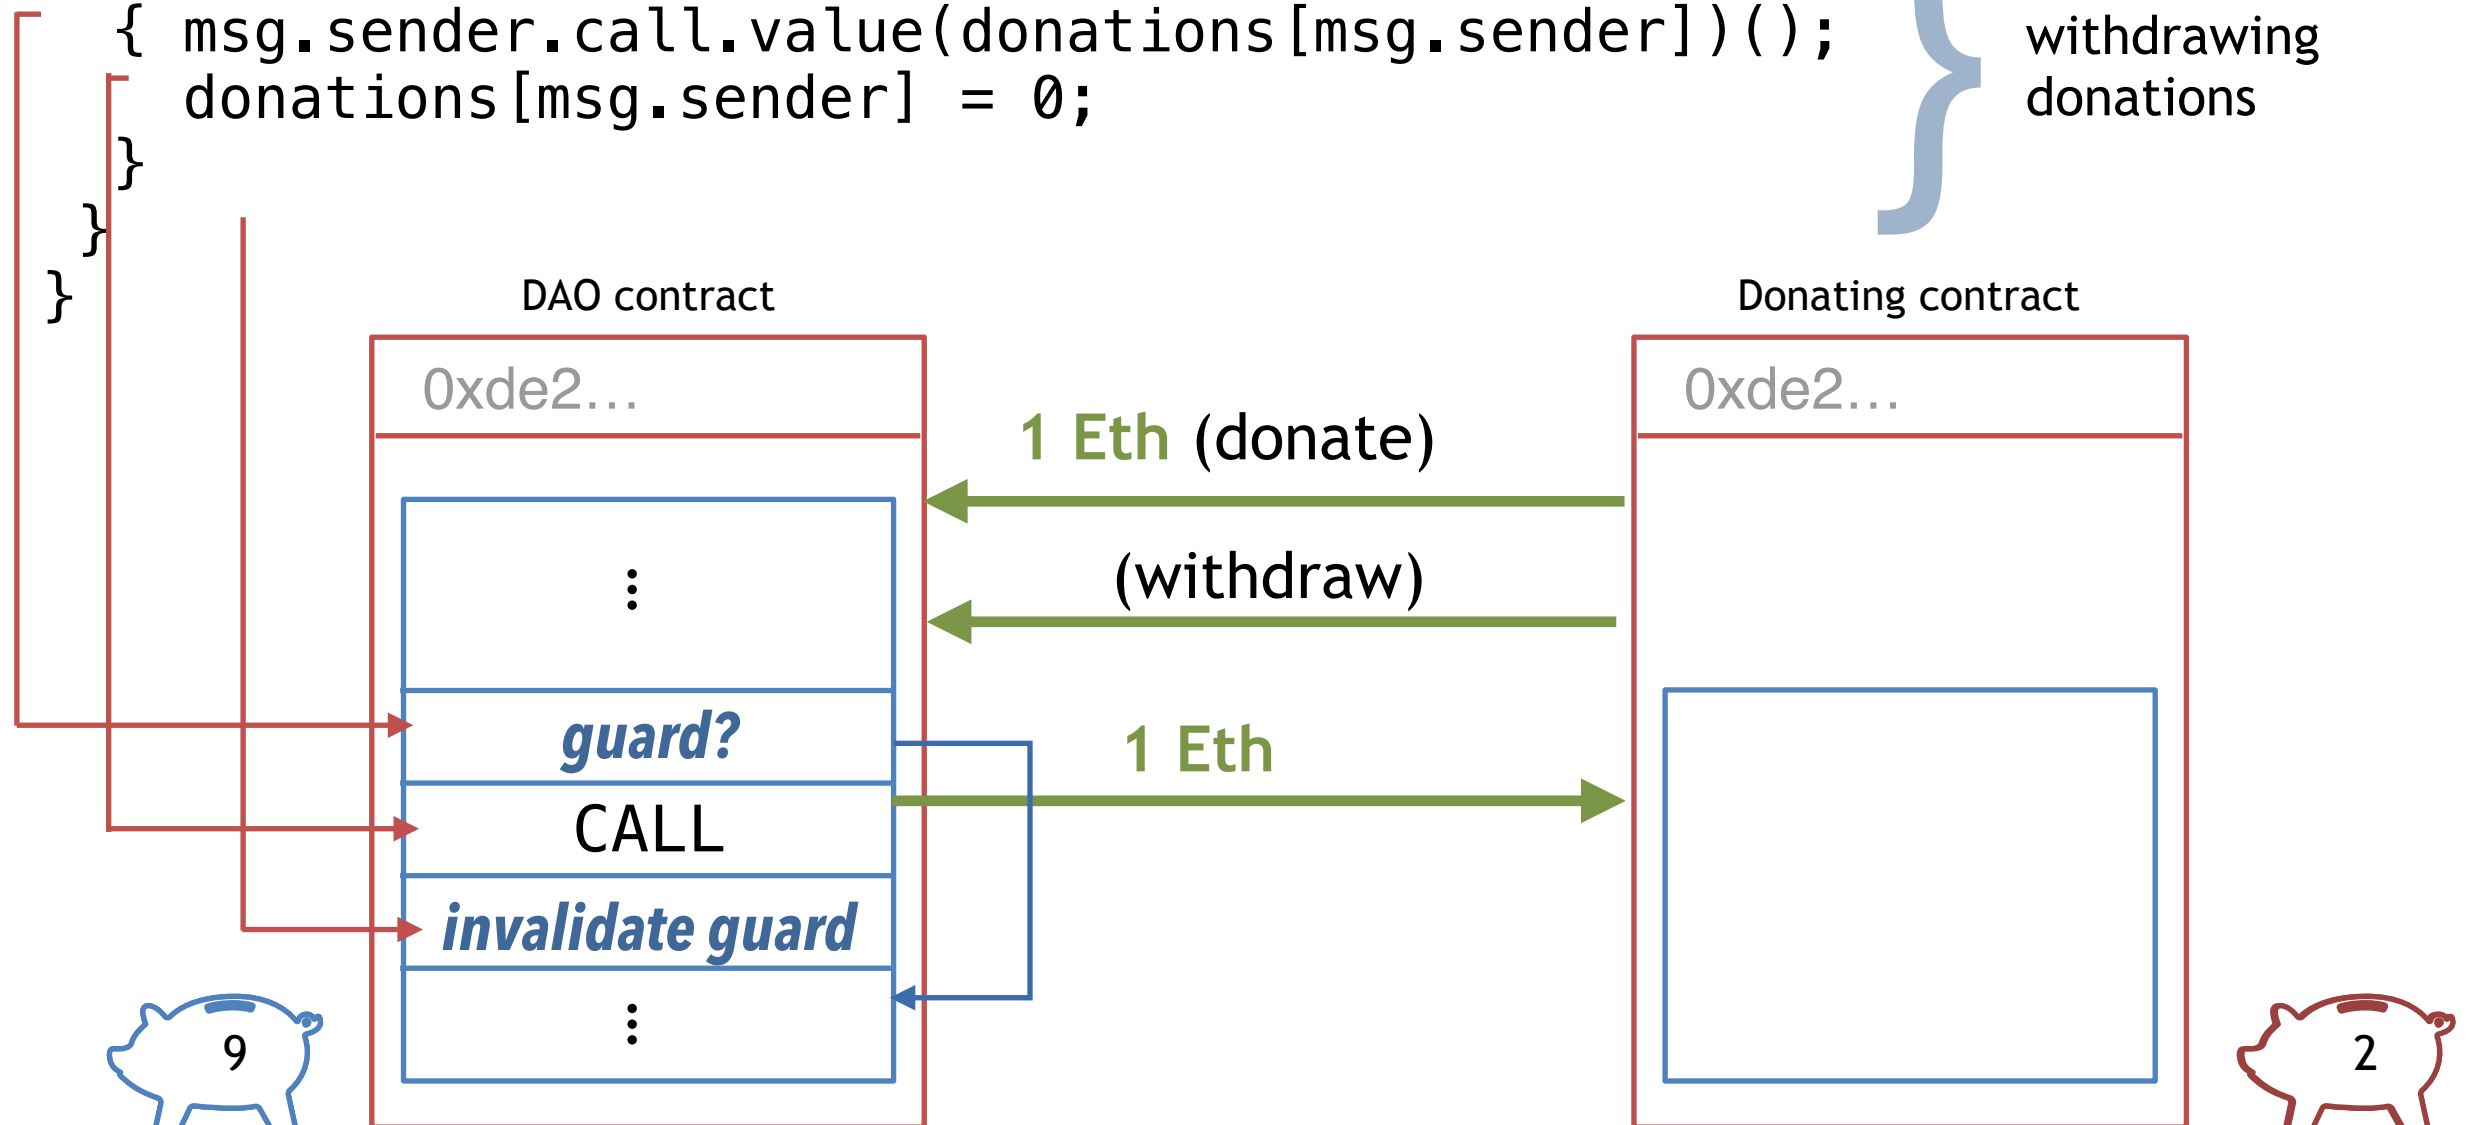 { msg.sender.call.value(donations[msg.sender])();
donations[msg.sender] = 0;
}
}
}
}
withdrawing
donations
DAO contract
Donating contract
0xde2…
0xde2…
1 Eth (donate)
(withdraw)
guard?
1 Eth
CALL
invalidate guard
9
2